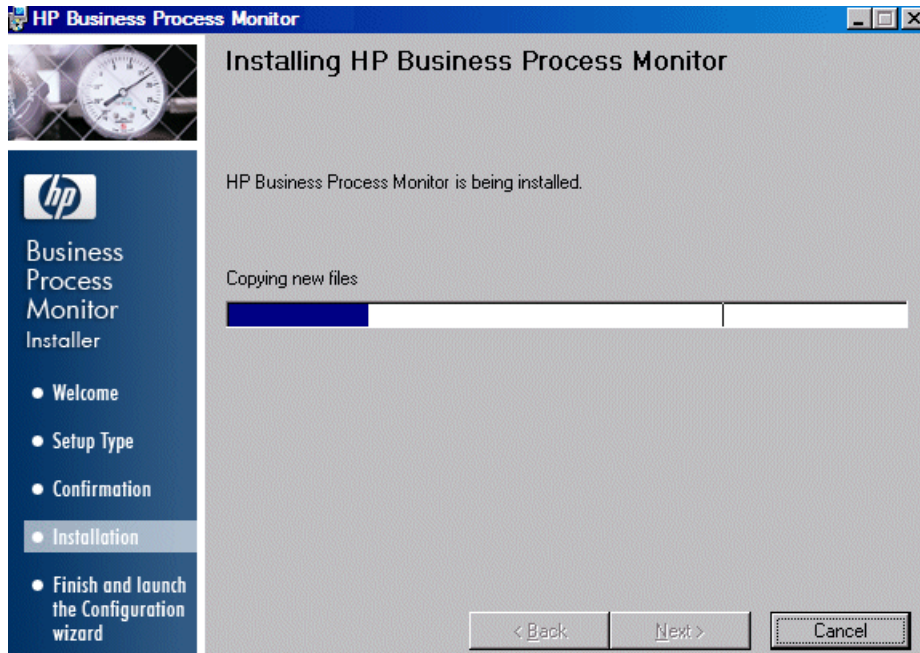 HP Business Process Monitor
Installing HP Business Process Monitor
HP Business Process Monitor is being installed.
Copying new files
hp
Business
Process
Monitor
Installer
Welcome
Setup Type
Confirmation
Installation
Finish and launch
the Configuration
wizard
< Back
Next >
Cancel